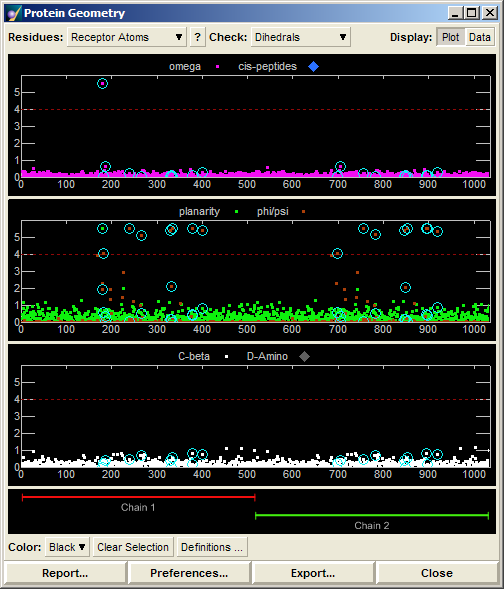 Protein Geometry
Residues: Receptor Atoms ? Check: Dihedrals Display: Plot Data
omega cis-peptides
5
4
3
2
1
0
0 100 200 300 400 500 600 700 800 900 1000
planarity phi/psi
5
4
3
2
1
0
0 100 200 300 400 500 600 700 800 900 1000
C-beta D-Amino
5
4
3
2
1
0
0 100 200 300 400 500 600 700 800 900 1000
Chain 1
Chain 2
Color: Black Clear Selection Definitions ...
Report... Preferences... Export... Close